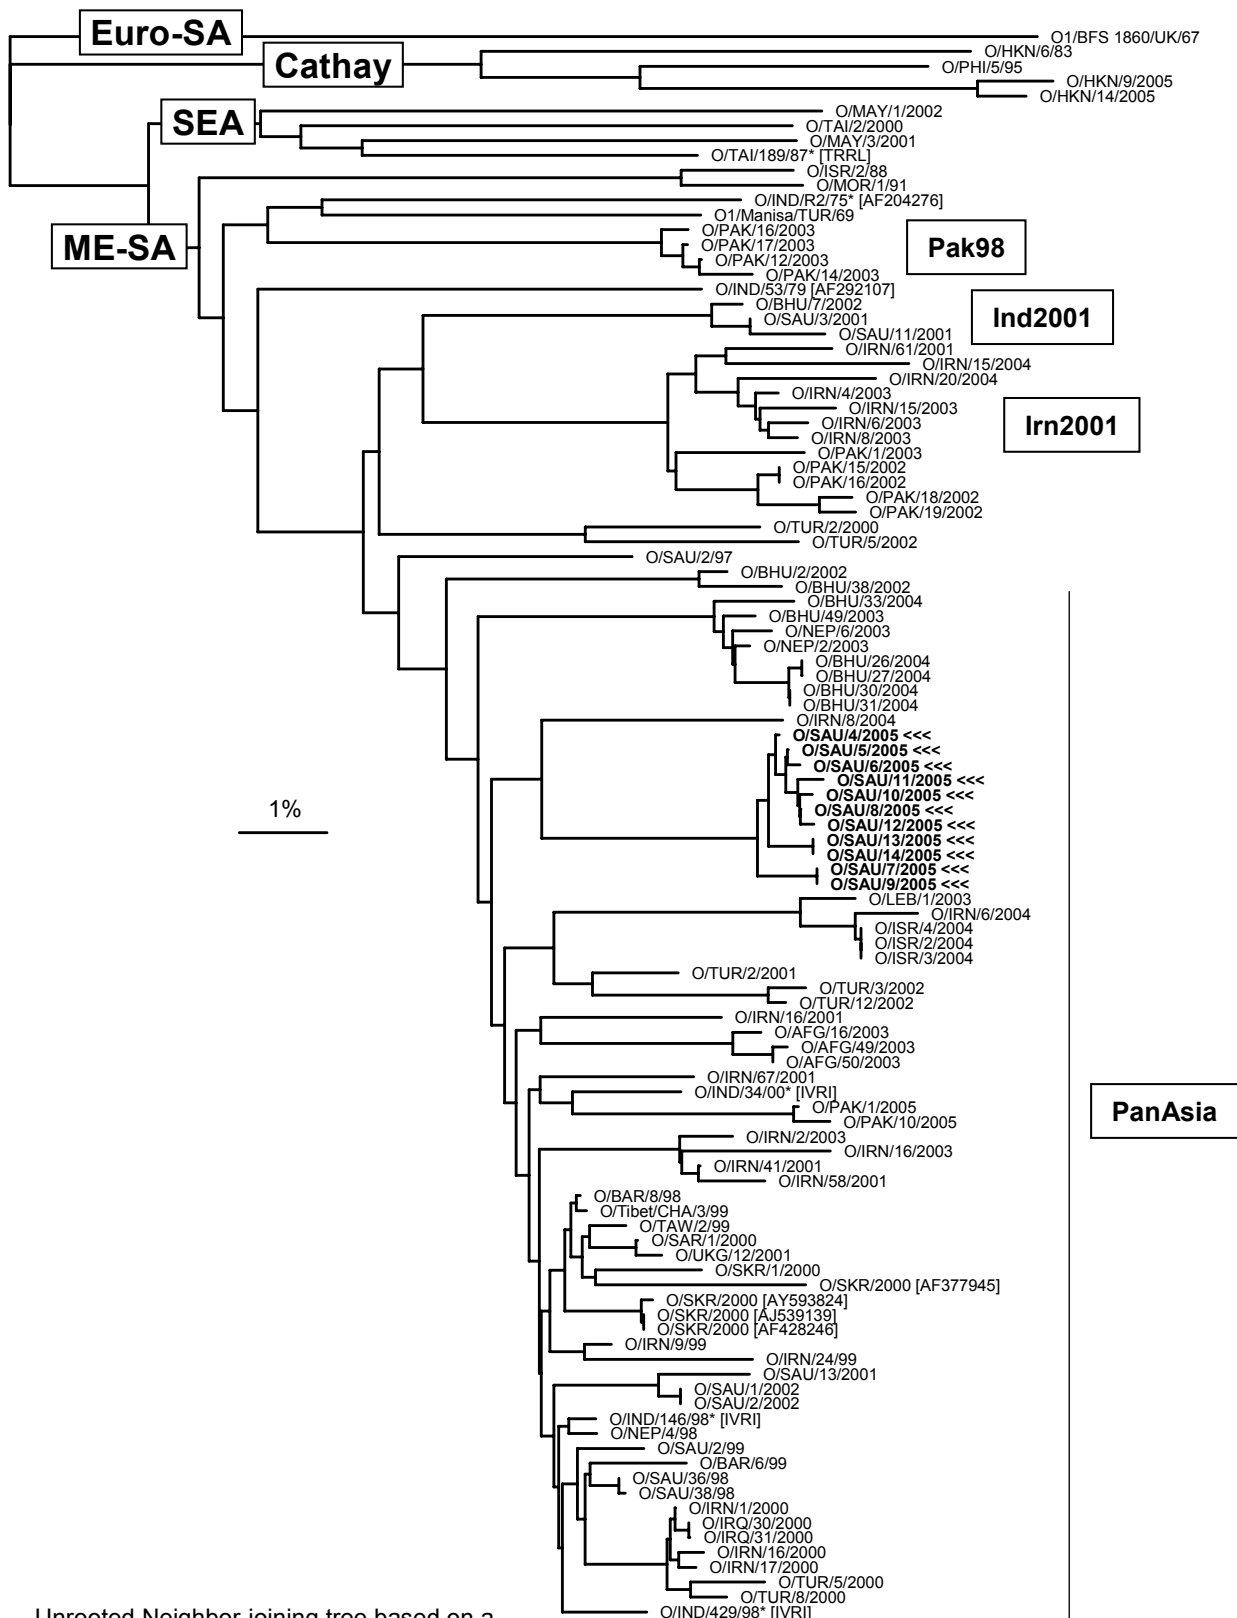 Euro-SA
O1/BFS 1860/UK/67
O/HKN/6/83
Cathay
O/PHI/5/95
O/HKN/9/2005
O/HKN/14/2005
O/MAY/1/2002
SEA
O/TAI/2/2000
O/MAY/3/2001
O/TAI/189/87* [TRRL]
O/ISR/2/88
O/MOR/1/91
O/IND/R2/75* [AF204276]
O1/Manisa/TUR/69
O/PAK/16/2003
ME-SA
Pak98
O/PAK/17/2003
O/PAK/12/2003
O/PAK/14/2003
O/IND/53/79 [AF292107]
O/BHU/7/2002
Ind2001
O/SAU/3/2001
O/SAU/11/2001
O/IRN/61/2001
O/IRN/15/2004
O/IRN/20/2004
O/IRN/4/2003
O/IRN/15/2003
O/IRN/6/2003
Irn2001
O/IRN/8/2003
O/PAK/1/2003
O/PAK/15/2002
O/PAK/16/2002
O/PAK/18/2002
O/PAK/19/2002
O/TUR/2/2000
O/TUR/5/2002
O/SAU/2/97
O/BHU/2/2002
O/BHU/38/2002
O/BHU/33/2004
O/BHU/49/2003
O/NEP/6/2003
O/NEP/2/2003
O/BHU/26/2004
O/BHU/27/2004
O/BHU/30/2004
O/BHU/31/2004
O/IRN/8/2004
O/SAU/4/2005 <<<
O/SAU/5/2005 <<<
O/SAU/6/2005 <<<
O/SAU/11/2005 <<<
O/SAU/10/2005 <<<
1%
O/SAU/8/2005 <<<
O/SAU/12/2005 <<<
O/SAU/13/2005 <<<
O/SAU/14/2005 <<<
O/SAU/7/2005 <<<
O/SAU/9/2005 <<<
O/LEB/1/2003
O/IRN/6/2004
O/ISR/4/2004
O/ISR/2/2004
O/ISR/3/2004
O/TUR/2/2001
O/TUR/3/2002
O/TUR/12/2002
O/IRN/16/2001
O/AFG/16/2003
O/AFG/49/2003
O/AFG/50/2003
O/IRN/67/2001
O/IND/34/00* [IVRI]
O/PAK/1/2005
PanAsia
O/PAK/10/2005
O/IRN/2/2003
O/IRN/16/2003
O/IRN/41/2001
O/IRN/58/2001
O/BAR/8/98
O/Tibet/CHA/3/99
O/TAW/2/99
O/SAR/1/2000
O/UKG/12/2001
O/SKR/1/2000
O/SKR/2000 [AF377945]
O/SKR/2000 [AY593824]
O/SKR/2000 [AJ539139]
O/SKR/2000 [AF428246]
O/IRN/9/99
O/IRN/24/99
O/SAU/13/2001
O/SAU/1/2002
O/SAU/2/2002
O/IND/146/98* [IVRI]
O/NEP/4/98
O/SAU/2/99
O/BAR/6/99
O/SAU/36/98
O/SAU/38/98
O/IRN/1/2000
O/IRQ/30/2000
O/IRQ/31/2000
O/IRN/16/2000
O/IRN/17/2000
O/TUR/5/2000
O/TUR/8/2000
O/IND/429/98* [IVRI]
Unrooted Neighbor-joining tree based on a